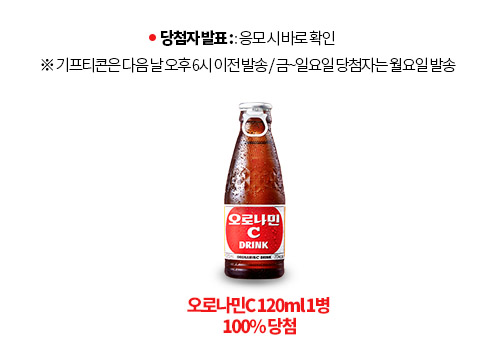 • 당첨자 발표 : : 응모 시 바로 확인
※ 기프티콘은 다음 날 오후 6시 이전 발송 / 금~일요일 당첨자는 월요일 발송
오로나민
C
DRINK
오로나민C 120ml 1병
100% 당첨